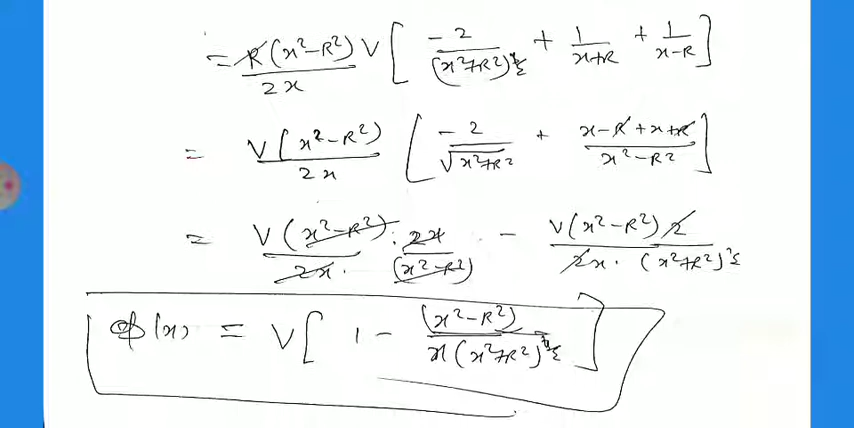 = R(x²-R²)/2x V [ -2/(x²+R²)^½ + 1/(x+R) + 1/(x-R) ]
= V(x²-R²)/2x [ -2/√(x²+R²) + (x-R+x+R)/(x²-R²) ]
= V(x²-R²)/2x · 2x/(x²-R²) - V(x²-R²)2/(2x·(x²+R²)^½)
φ(x) = V[ 1 - (x²-R²)/(x(x²+R²)^½) ]